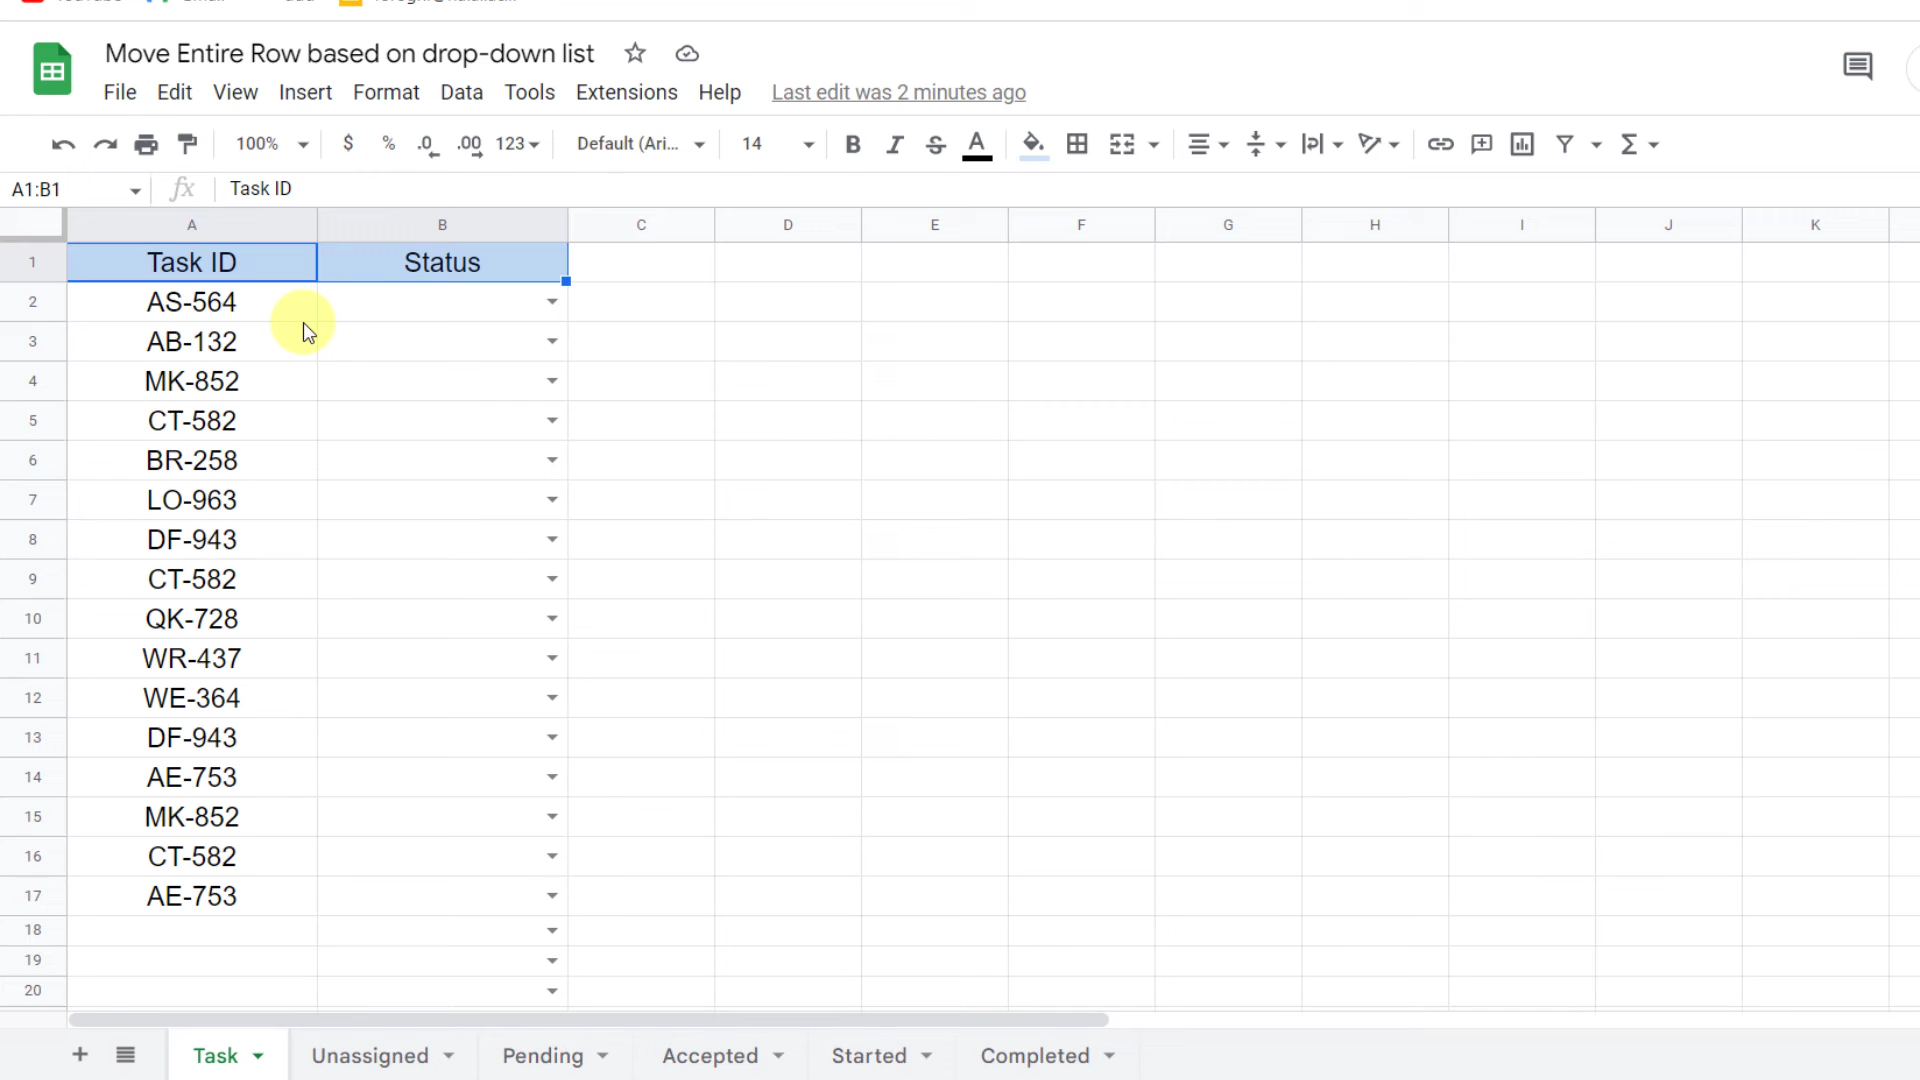 Move Entire Row based on drop-down list
File Edit View Insert Format Data Tools Extensions Help Last edit was 2 minutes ago
100% $ % .0 .00 123 Default (Ari... 14 B I S A Σ
A1:B1 fx Task ID
A B C D E F G H I J K
1 Task ID Status
2 AS-564
3 AB-132
4 MK-852
5 CT-582
6 BR-258
7 LO-963
8 DF-943
9 CT-582
10 QK-728
11 WR-437
12 WE-364
13 DF-943
14 AE-753
15 MK-852
16 CT-582
17 AE-753
18
19
20
Task Unassigned Pending Accepted Started Completed